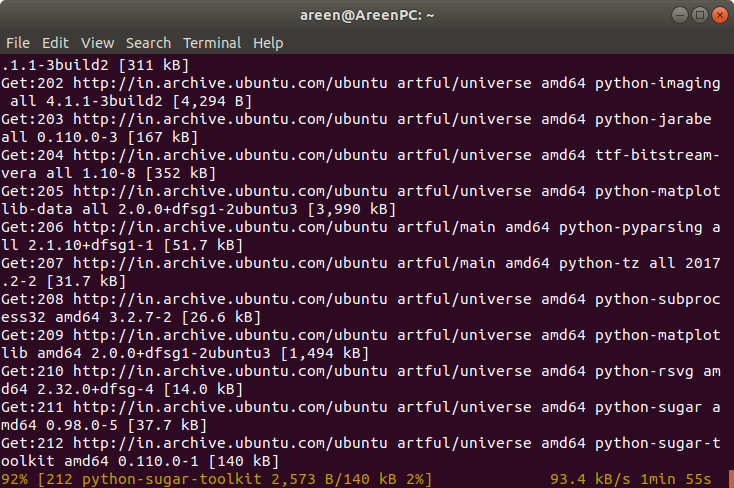 areen@AreenPC: ~
File Edit View Search Terminal Help
.1.1-3build2 [311 kB]
Get:202 http://in.archive.ubuntu.com/ubuntu artful/universe amd64 python-imaging
 all 4.1.1-3build2 [4,294 B]
Get:203 http://in.archive.ubuntu.com/ubuntu artful/universe amd64 python-jarabe
all 0.110.0-3 [167 kB]
Get:204 http://in.archive.ubuntu.com/ubuntu artful/universe amd64 ttf-bitstream-
vera all 1.10-8 [352 kB]
Get:205 http://in.archive.ubuntu.com/ubuntu artful/universe amd64 python-matplot
lib-data all 2.0.0+dfsg1-2ubuntu3 [3,990 kB]
Get:206 http://in.archive.ubuntu.com/ubuntu artful/main amd64 python-pyparsing a
ll 2.1.10+dfsg1-1 [51.7 kB]
Get:207 http://in.archive.ubuntu.com/ubuntu artful/main amd64 python-tz all 2017
.2-2 [31.7 kB]
Get:208 http://in.archive.ubuntu.com/ubuntu artful/universe amd64 python-subproc
ess32 amd64 3.2.7-2 [26.6 kB]
Get:209 http://in.archive.ubuntu.com/ubuntu artful/universe amd64 python-matplot
lib amd64 2.0.0+dfsg1-2ubuntu3 [1,494 kB]
Get:210 http://in.archive.ubuntu.com/ubuntu artful/universe amd64 python-rsvg am
d64 2.32.0+dfsg-4 [14.0 kB]
Get:211 http://in.archive.ubuntu.com/ubuntu artful/universe amd64 python-sugar a
md64 0.98.0-5 [37.7 kB]
Get:212 http://in.archive.ubuntu.com/ubuntu artful/universe amd64 python-sugar-t
oolkit amd64 0.110.0-1 [140 kB]
92% [212 python-sugar-toolkit 2,573 B/140 kB 2%] 93.4 kB/s 1min 55s